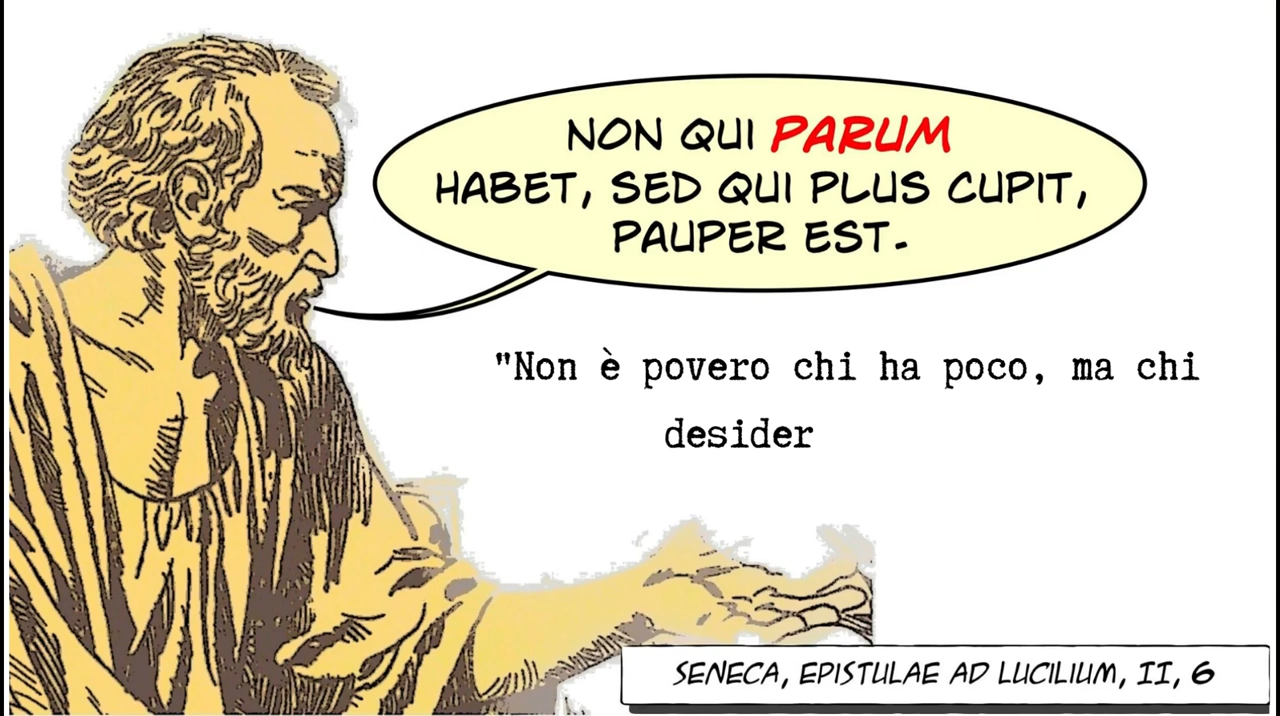 NON QUI PARUM
HABET, SED QUI PLUS CUPIT,
PAUPER EST.
"Non è povero chi ha poco, ma chi
desider
SENECA, EPISTULAE AD LUCILIUM, II, 6